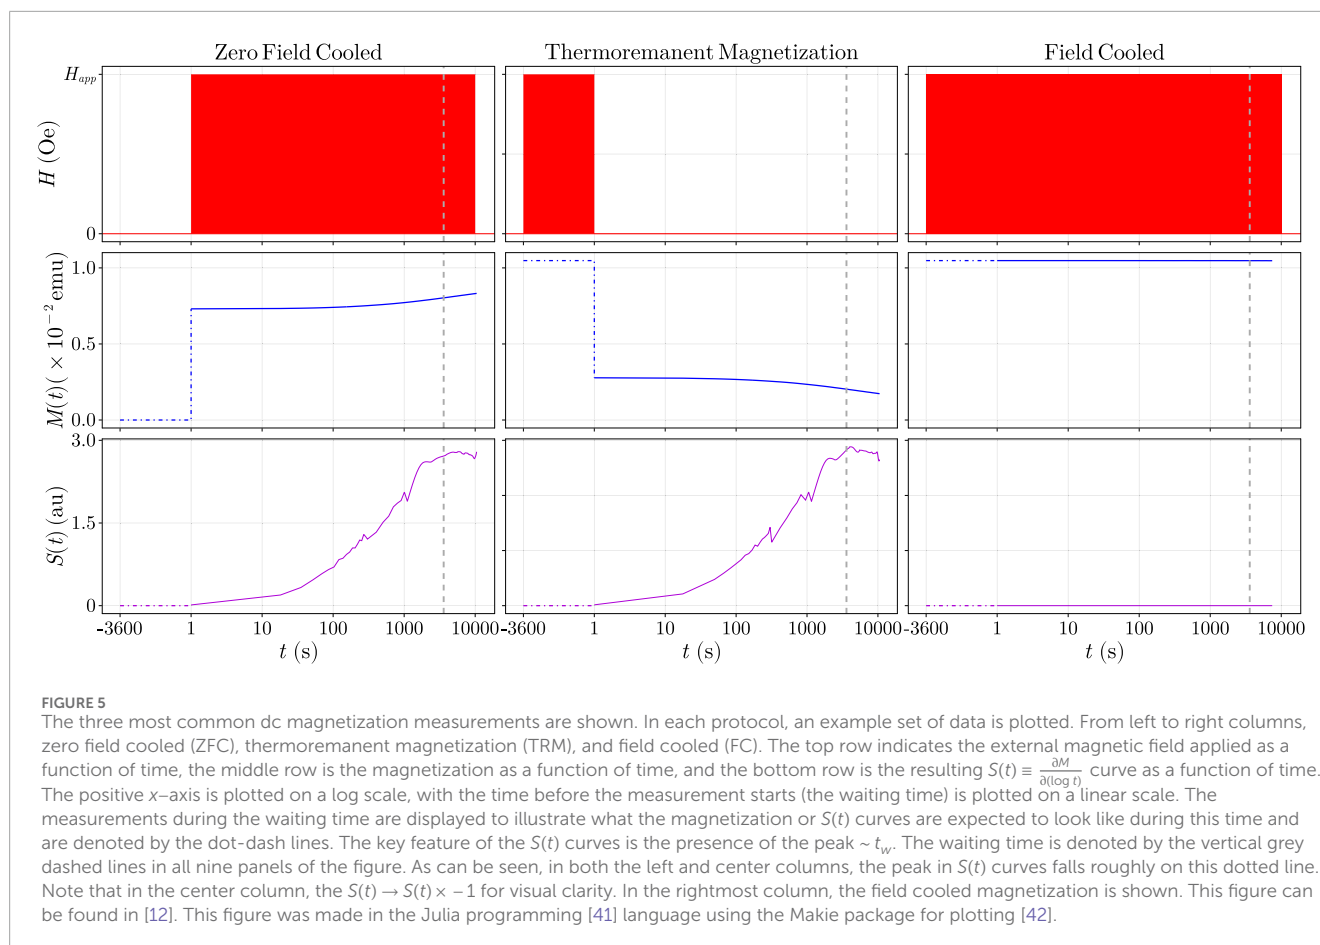 Zero Field Cooled
Thermoremanent Magnetization
Field Cooled
H_app
H (Oe)
0
1.0
M(t)( × 10⁻² emu)
0.5
0.0
3.0
S(t) (au)
1.5
0
-3600 1 10 100 1000 10000
-3600 1 10 100 1000 10000
-3600 1 10 100 1000 10000
t (s)
t (s)
t (s)
FIGURE 5
The three most common dc magnetization measurements are shown. In each protocol, an example set of data is plotted. From left to right columns,
zero field cooled (ZFC), thermoremanent magnetization (TRM), and field cooled (FC). The top row indicates the external magnetic field applied as a
function of time, the middle row is the magnetization as a function of time, and the bottom row is the resulting S(t) ≡ ∂M/∂(log t) curve as a function of time.
The positive x−axis is plotted on a log scale, with the time before the measurement starts (the waiting time) is plotted on a linear scale. The
measurements during the waiting time are displayed to illustrate what the magnetization or S(t) curves are expected to look like during this time and
are denoted by the dot-dash lines. The key feature of the S(t) curves is the presence of the peak ~ t_w. The waiting time is denoted by the vertical grey
dashed lines in all nine panels of the figure. As can be seen, in both the left and center columns, the peak in S(t) curves falls roughly on this dotted line.
Note that in the center column, the S(t) → S(t) × −1 for visual clarity. In the rightmost column, the field cooled magnetization is shown. This figure can
be found in [12]. This figure was made in the Julia programming [41] language using the Makie package for plotting [42].